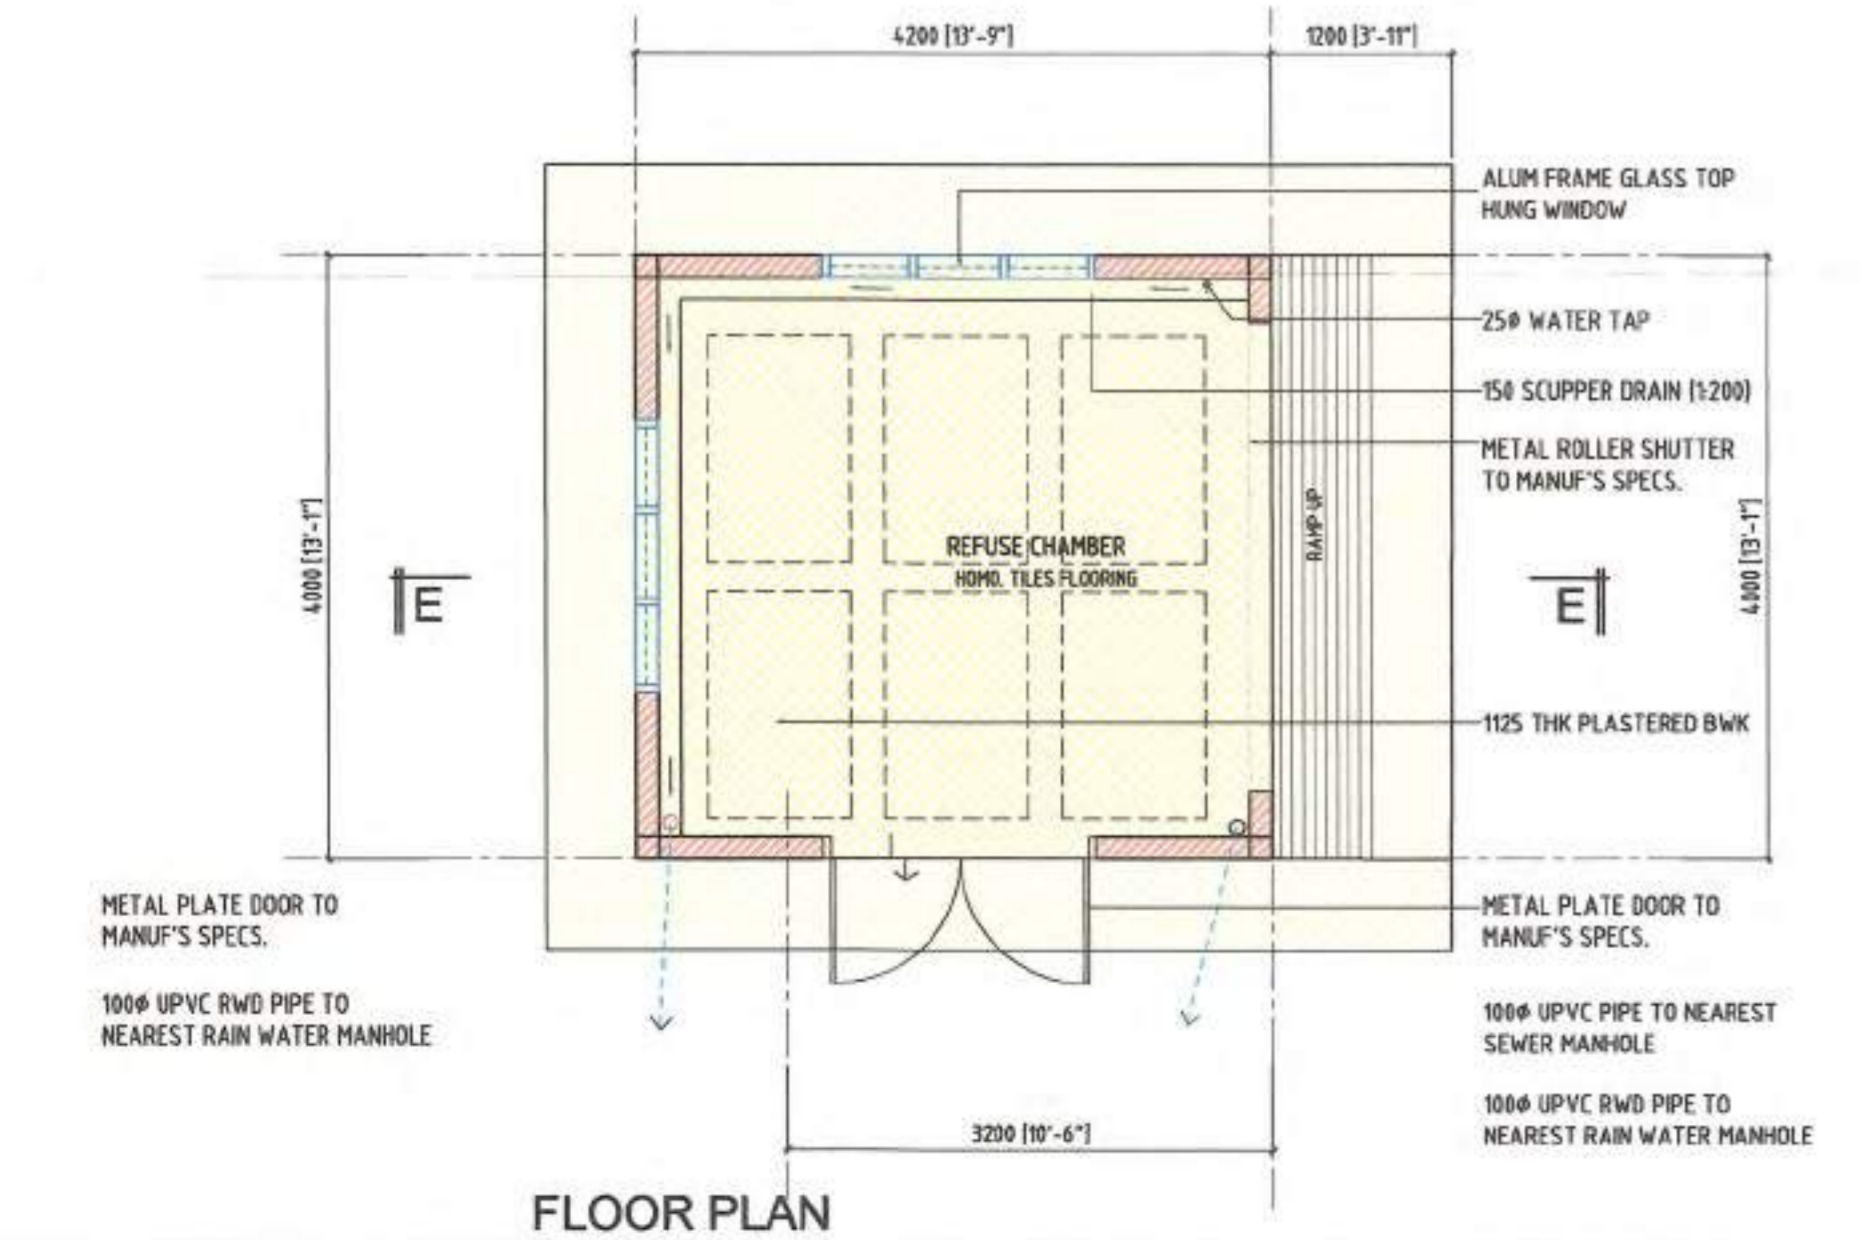 4200 [13'-9"]
1200 [3'-11"]
ALUM FRAME GLASS TOP
HUNG WINDOW
25ø WATER TAP
150 SCUPPER DRAIN (1:200)
METAL ROLLER SHUTTER
TO MANUF'S SPECS.
RAMP UP
4000 [13'-1"]
4000 [13'-1"]
E
E
REFUSE CHAMBER
HOMO. TILES FLOORING
1125 THK PLASTERED BWK
METAL PLATE DOOR TO
MANUF'S SPECS.
100ø UPVC RWD PIPE TO
NEAREST RAIN WATER MANHOLE
METAL PLATE DOOR TO
MANUF'S SPECS.
100ø UPVC PIPE TO NEAREST
SEWER MANHOLE
100ø UPVC RWD PIPE TO
NEAREST RAIN WATER MANHOLE
3200 [10'-6"]
FLOOR PLAN